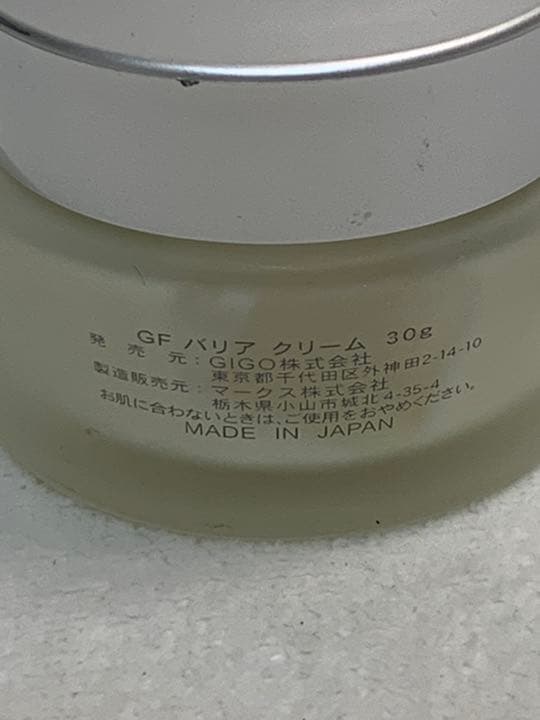 GF バリア クリーム 30g
発売元：GIGO株式会社
東京都千代田区外神田2-14-10
製造販売元：マークス株式会社
栃木県小山市城北4-35-4
お肌に合わないときは、ご使用をおやめください。
MADE IN JAPAN